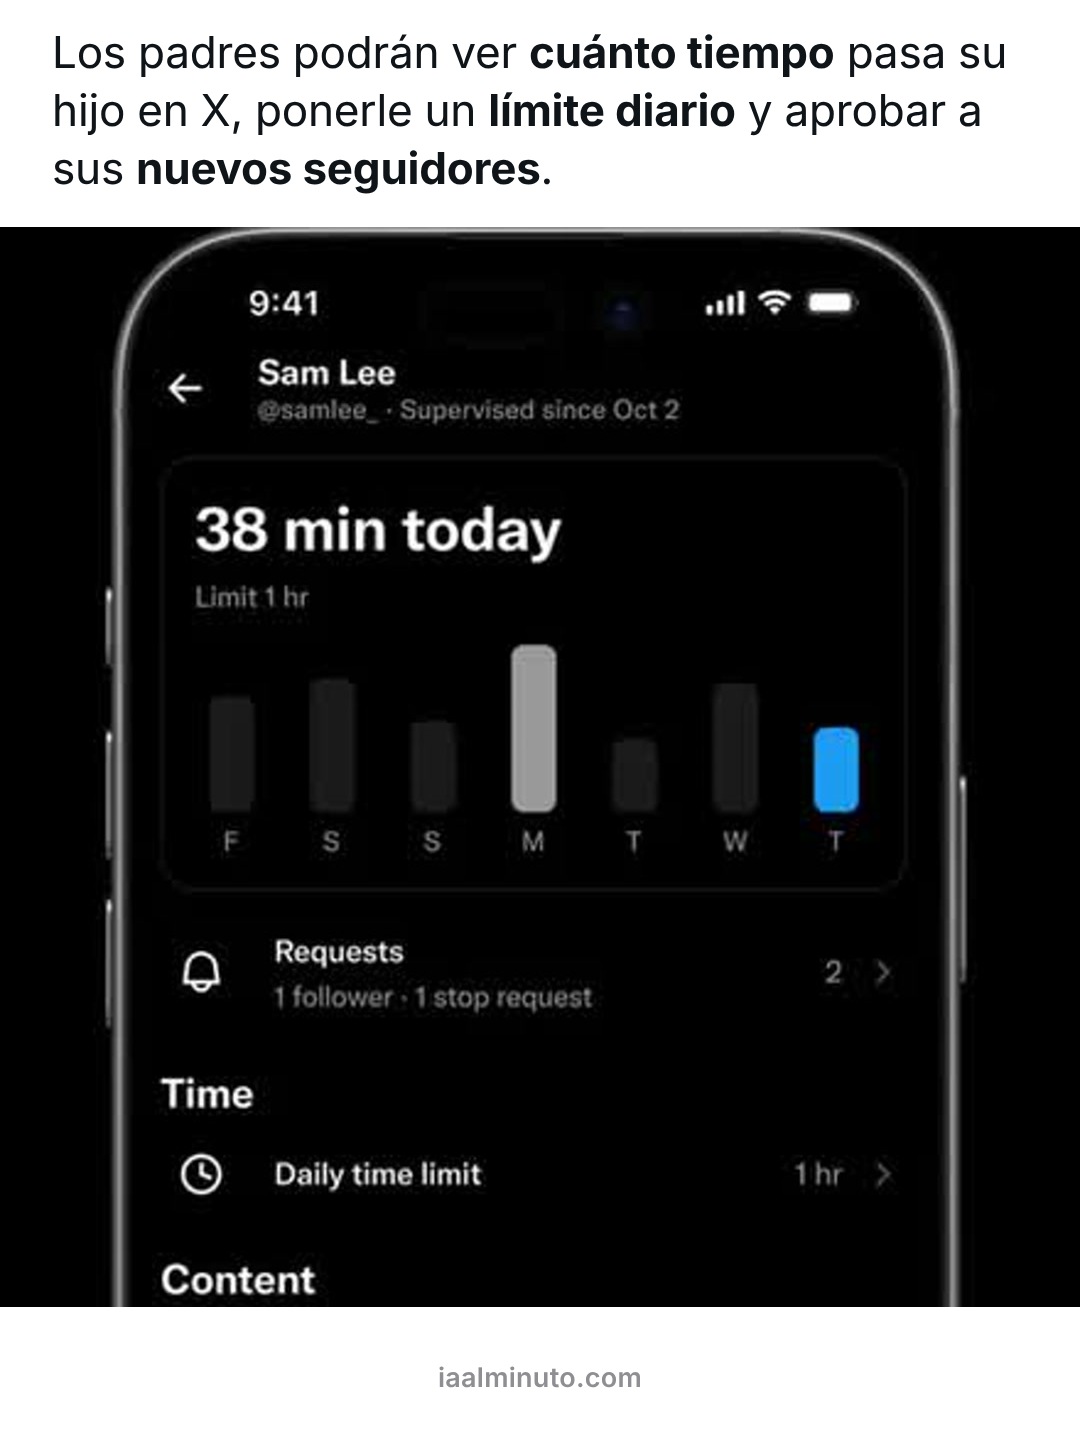 Los padres podrán ver cuánto tiempo pasa su
hijo en X, ponerle un límite diario y aprobar a
sus nuevos seguidores.
9:41
Sam Lee
@samlee_ · Supervised since Oct 2
38 min today
Limit 1 hr
F S S M T W T
Requests
1 follower · 1 stop request
2
Time
Daily time limit
1 hr
Content
iaalminuto.com